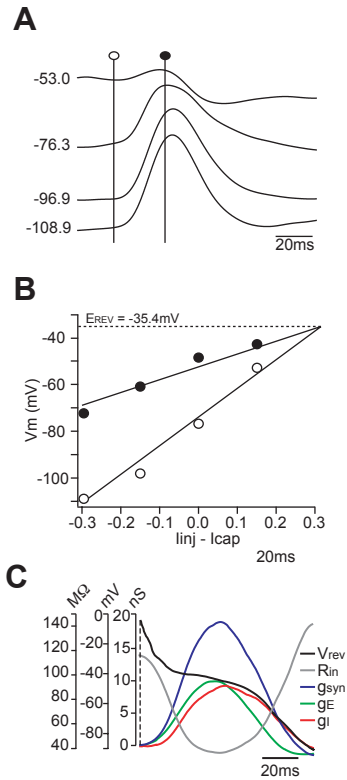 A
-53.0
-76.3
-96.9
-108.9
20ms
B
EREV = -35.4mV
Vm (mV)
-40
-60
-80
-100
-0.3 -0.2 -0.1 0.0 0.1 0.2 0.3
Iinj - Icap
20ms
C
MΩ mV nS
140 0 20
120 -20 15
100 -40 10
80 -60 5
60 -80 0
40
Vrev
Rin
gsyn
gE
gI
20ms